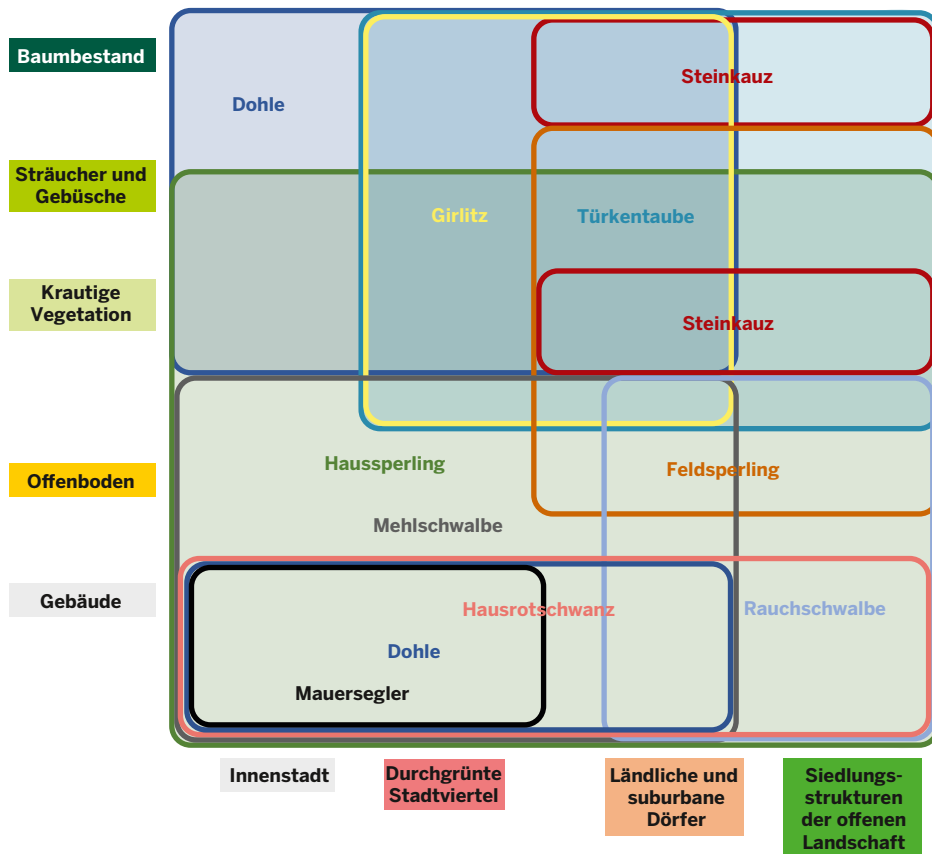 Baumbestand
Steinkauz
Dohle
Sträucher und
Gebüsche
Girlitz
Türkentaube
Krautige
Vegetation
Steinkauz
Haussperling
Feldsperling
Offenboden
Mehlschwalbe
Gebäude
Hausrotschwanz
Rauchschwalbe
Dohle
Mauersegler
Innenstadt
Durchgrünte
Stadtviertel
Ländliche und
suburbane
Dörfer
Siedlungs-
strukturen
der offenen
Landschaft